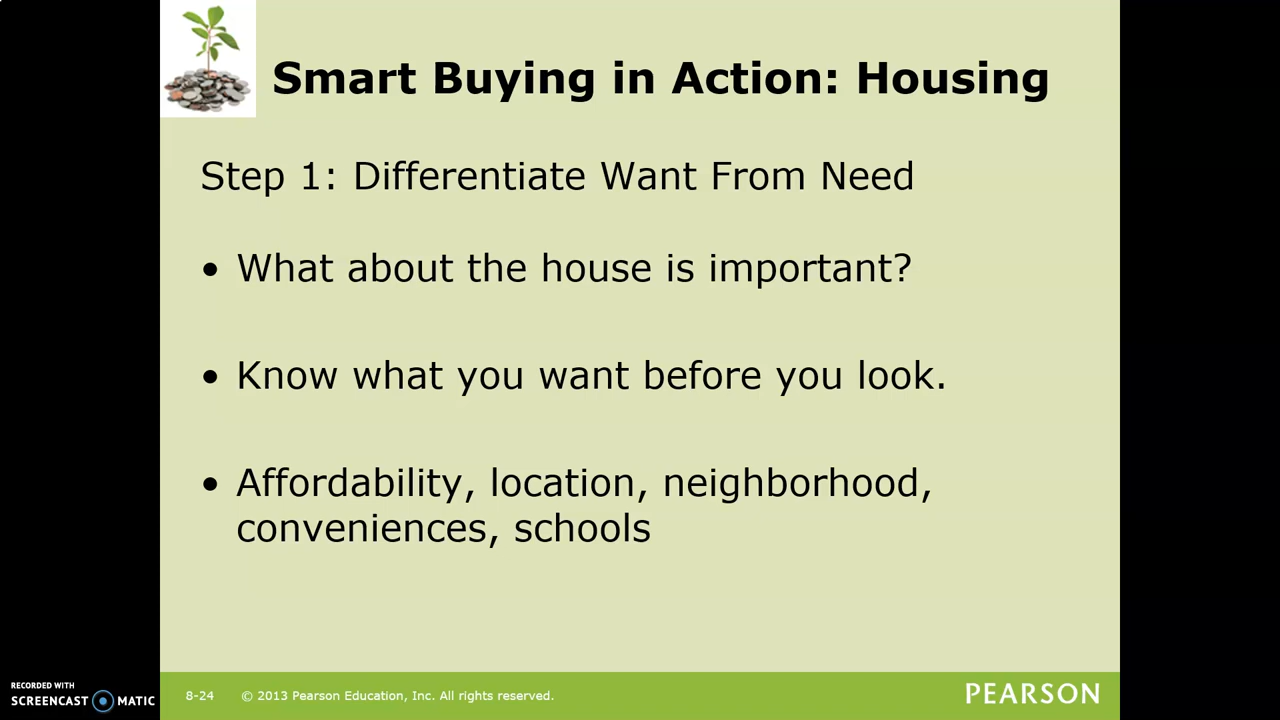 Smart Buying in Action: Housing
Step 1: Differentiate Want From Need
• What about the house is important?
• Know what you want before you look.
• Affordability, location, neighborhood,
conveniences, schools
RECORDED WITH
SCREENCAST MATIC
8-24 © 2013 Pearson Education, Inc. All rights reserved.
PEARSON